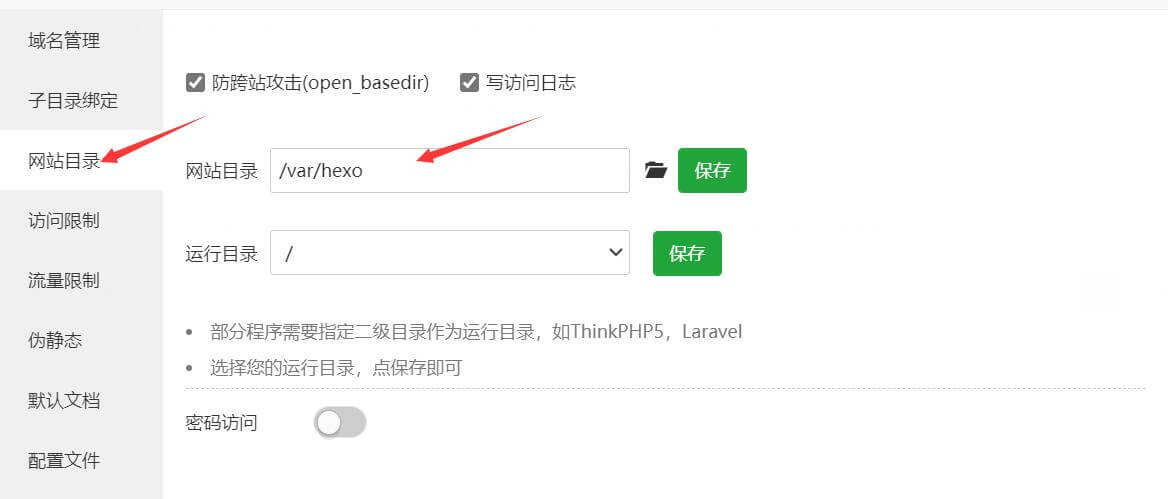 域名管理
子目录绑定
网站目录
访问限制
流量限制
伪静态
默认文档
配置文件
防跨站攻击(open_basedir) 写访问日志
网站目录 /var/hexo 保存
运行目录 / 保存
部分程序需要指定二级目录作为运行目录，如ThinkPHP5，Laravel
选择您的运行目录，点保存即可
密码访问